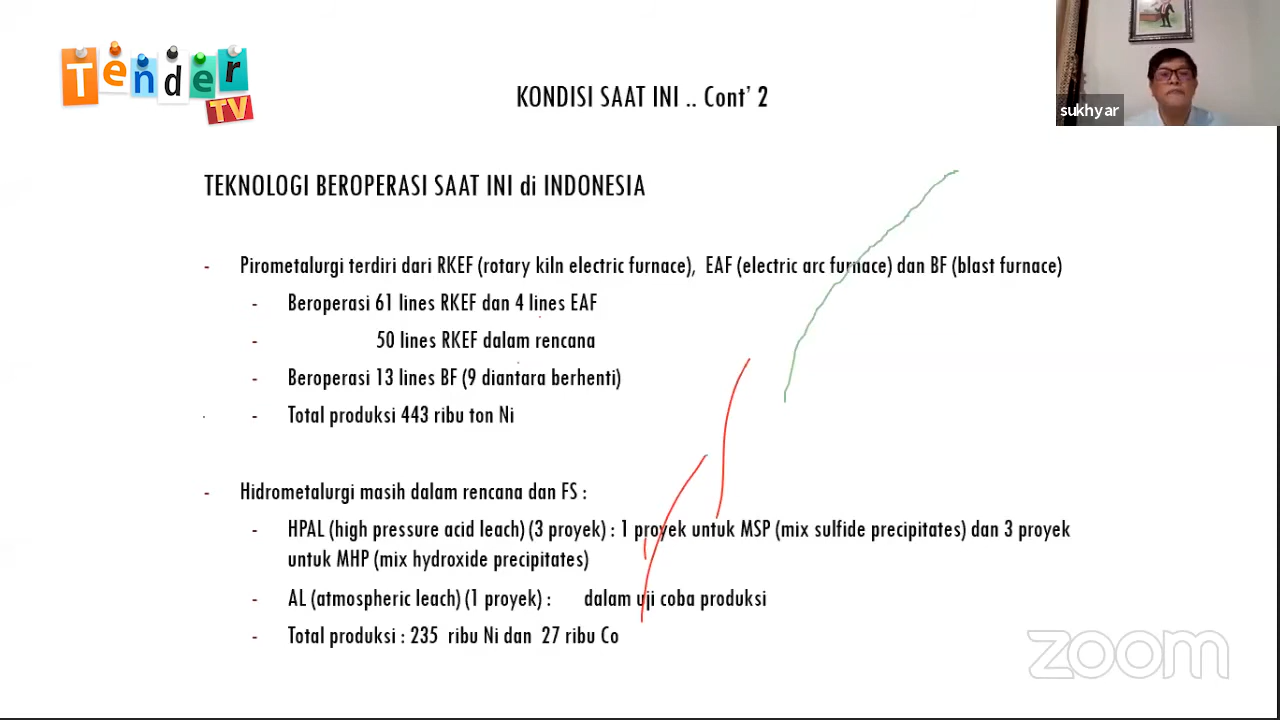 Tender
TV
KONDISI SAAT INI .. Cont' 2
sukhyar
TEKNOLOGI BEROPERASI SAAT INI di INDONESIA
- Pirometalurgi terdiri dari RKEF (rotary kiln electric furnace), EAF (electric arc furnace) dan BF (blast furnace)
- Beroperasi 61 lines RKEF dan 4 lines EAF
- 50 lines RKEF dalam rencana
- Beroperasi 13 lines BF (9 diantara berhenti)
- Total produksi 443 ribu ton Ni
- Hidrometalurgi masih dalam rencana dan FS :
- HPAL (high pressure acid leach) (3 proyek) : 1 proyek untuk MSP (mix sulfide precipitates) dan 3 proyek
untuk MHP (mix hydroxide precipitates)
- AL (atmospheric leach) (1 proyek) : dalam uji coba produksi
- Total produksi : 235 ribu Ni dan 27 ribu Co
zoom